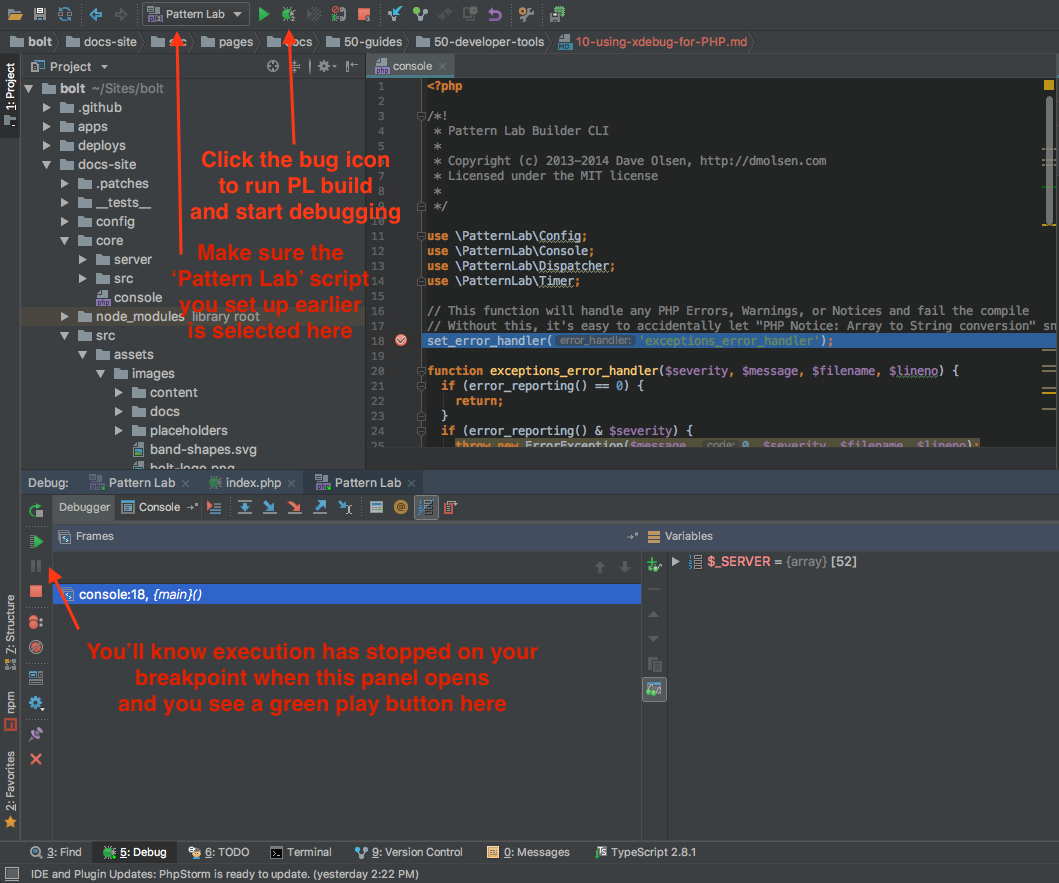 Pattern Lab
bolt docs-site src pages docs 50-guides 50-developer-tools 10-using-xdebug-for-PHP.md
1: Project
Project
console
bolt ~/Sites/bolt
.github
apps
deploys
docs-site
.patches
__tests__
config
core
server
src
console
node_modules library root
src
assets
images
content
docs
placeholders
band-shapes.svg
bolt-logo.png
Click the bug icon
to run PL build
and start debugging
Make sure the
‘Pattern Lab’ script
you set up earlier
is selected here
1 <?php
2
3 /*!
4 * Pattern Lab Builder CLI
5 *
6 * Copyright (c) 2013-2014 Dave Olsen, http://dmolsen.com
7 * Licensed under the MIT license
8 *
9 */
10
11 use \PatternLab\Config;
12 use \PatternLab\Console;
13 use \PatternLab\Dispatcher;
14 use \PatternLab\Timer;
15
16 // This function will handle any PHP Errors, Warnings, or Notices and fail the compile
17 // Without this, it's easy to accidentally let "PHP Notice: Array to String conversion" sn
18 set_error_handler( error_handler: 'exceptions_error_handler');
19
20 function exceptions_error_handler($severity, $message, $filename, $lineno) {
21 if (error_reporting() == 0) {
22 return;
23 }
24 if (error_reporting() & $severity) {
25 throw new ErrorException($message, code: 0, $severity, $filename, $lineno);
Debug: Pattern Lab index.php Pattern Lab
Debugger Console
Frames
Variables
console:18, {main}()
$_SERVER = {array} [52]
You’ll know execution has stopped on your
breakpoint when this panel opens
and you see a green play button here
Z: Structure
npm
2: Favorites
3: Find 5: Debug 6: TODO Terminal 9: Version Control 0: Messages TypeScript 2.8.1
IDE and Plugin Updates: PhpStorm is ready to update. (yesterday 2:22 PM)